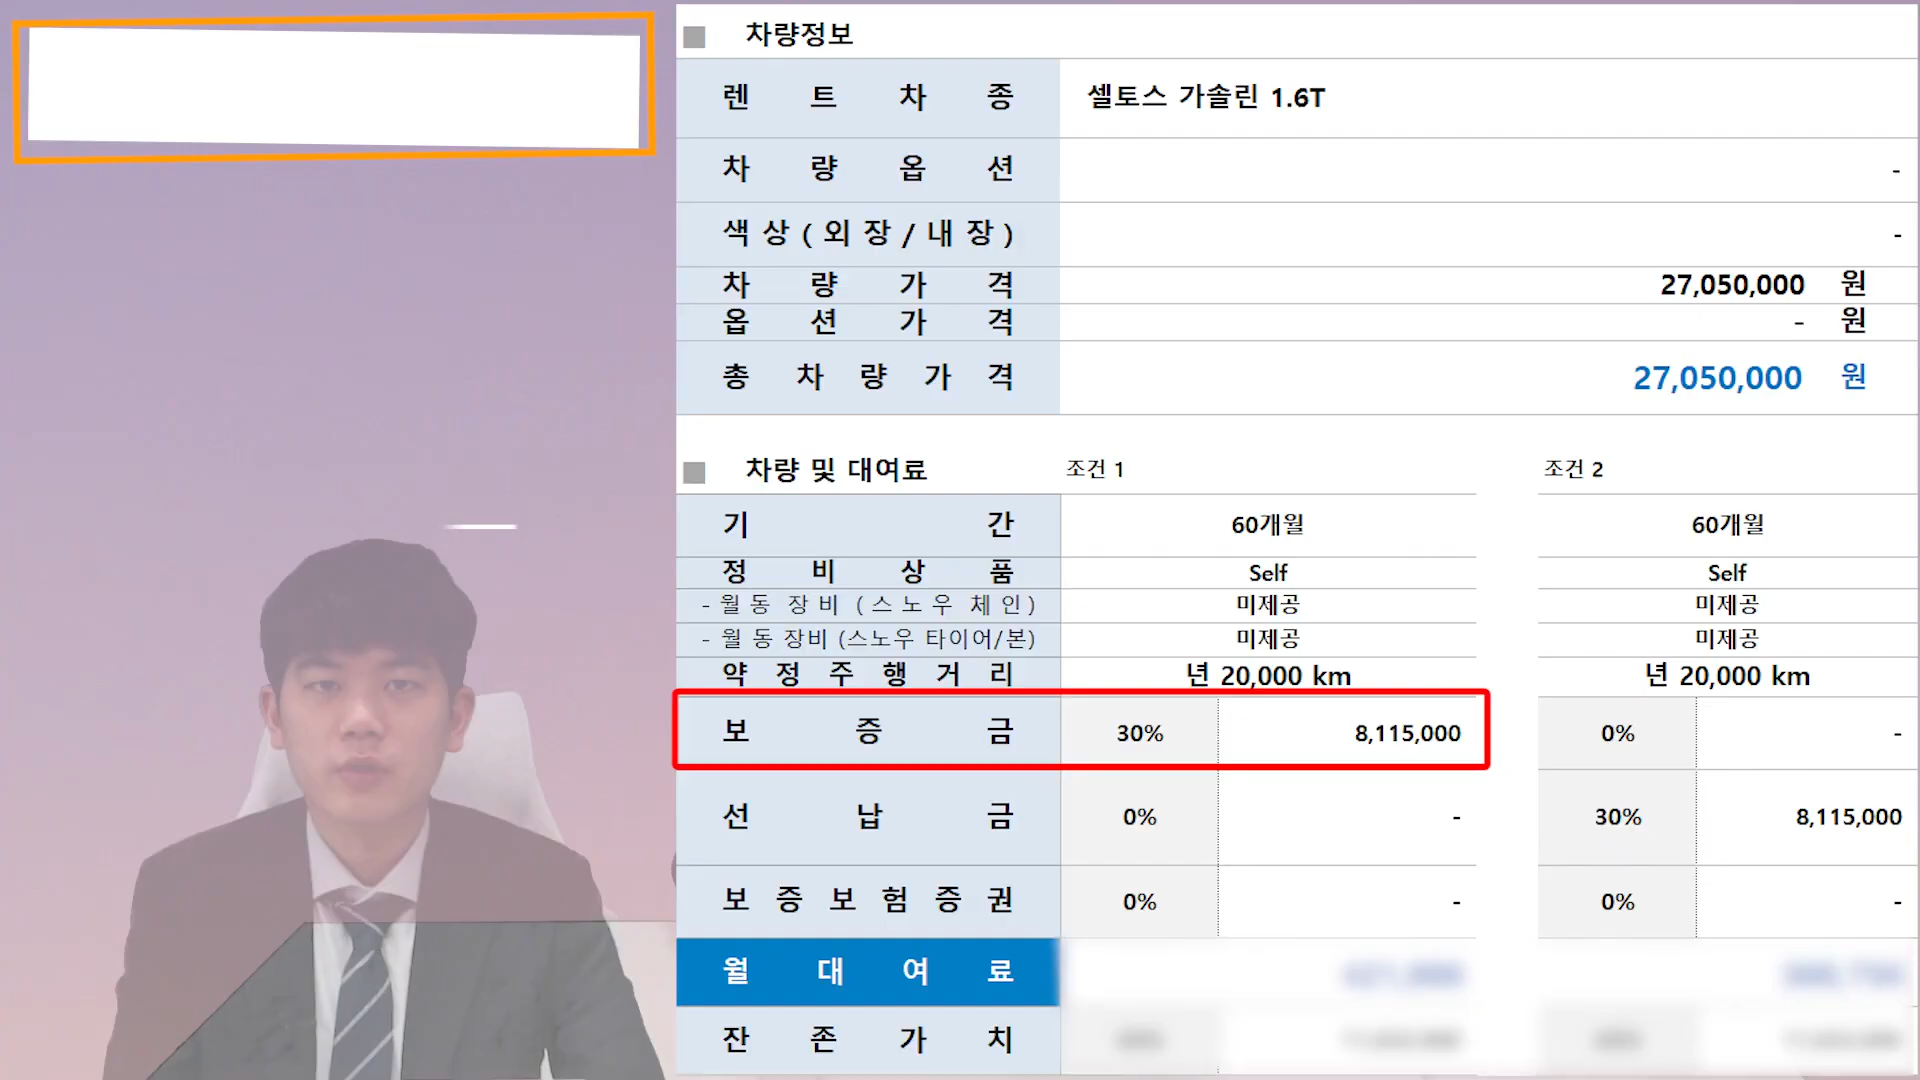 차량정보
렌트차종 셀토스 가솔린 1.6T
차량옵션 -
색상(외장/내장) -
차량가격 27,050,000 원
옵션가격 - 원
총차량가격 27,050,000 원
차량 및 대여료 조건 1 조건 2
기간 60개월 60개월
정비상품 Self Self
- 월동장비(스노우 체인) 미제공 미제공
- 월동장비(스노우 타이어/본) 미제공 미제공
약정주행거리 년 20,000 km 년 20,000 km
보증금 30% 8,115,000 0% -
선납금 0% - 30% 8,115,000
보증보험증권 0% - 0% -
월대여료
잔존가치